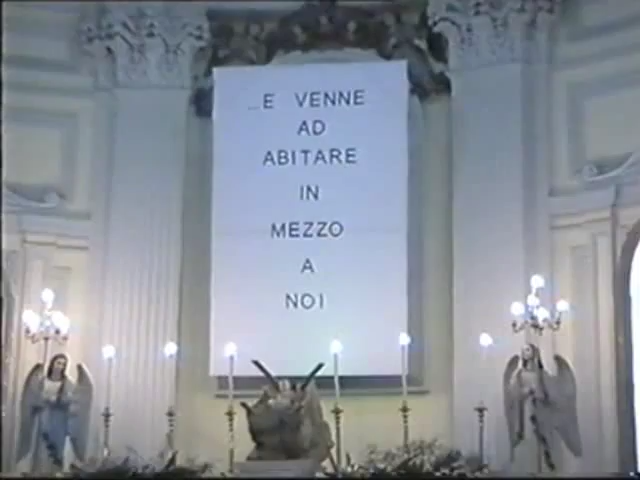 ...E VENNE
AD
ABITARE
IN
MEZZO
A
NOI